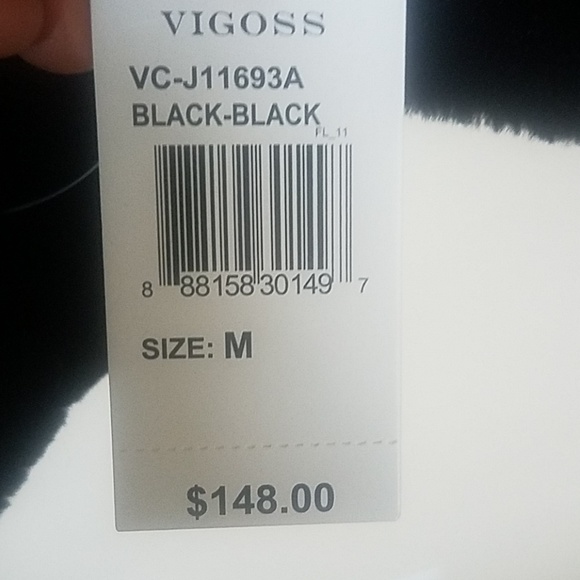 VIGOSS
VC-J11693A
BLACK-BLACK
FL_11
8 88158 30149 7
SIZE: M
$148.00